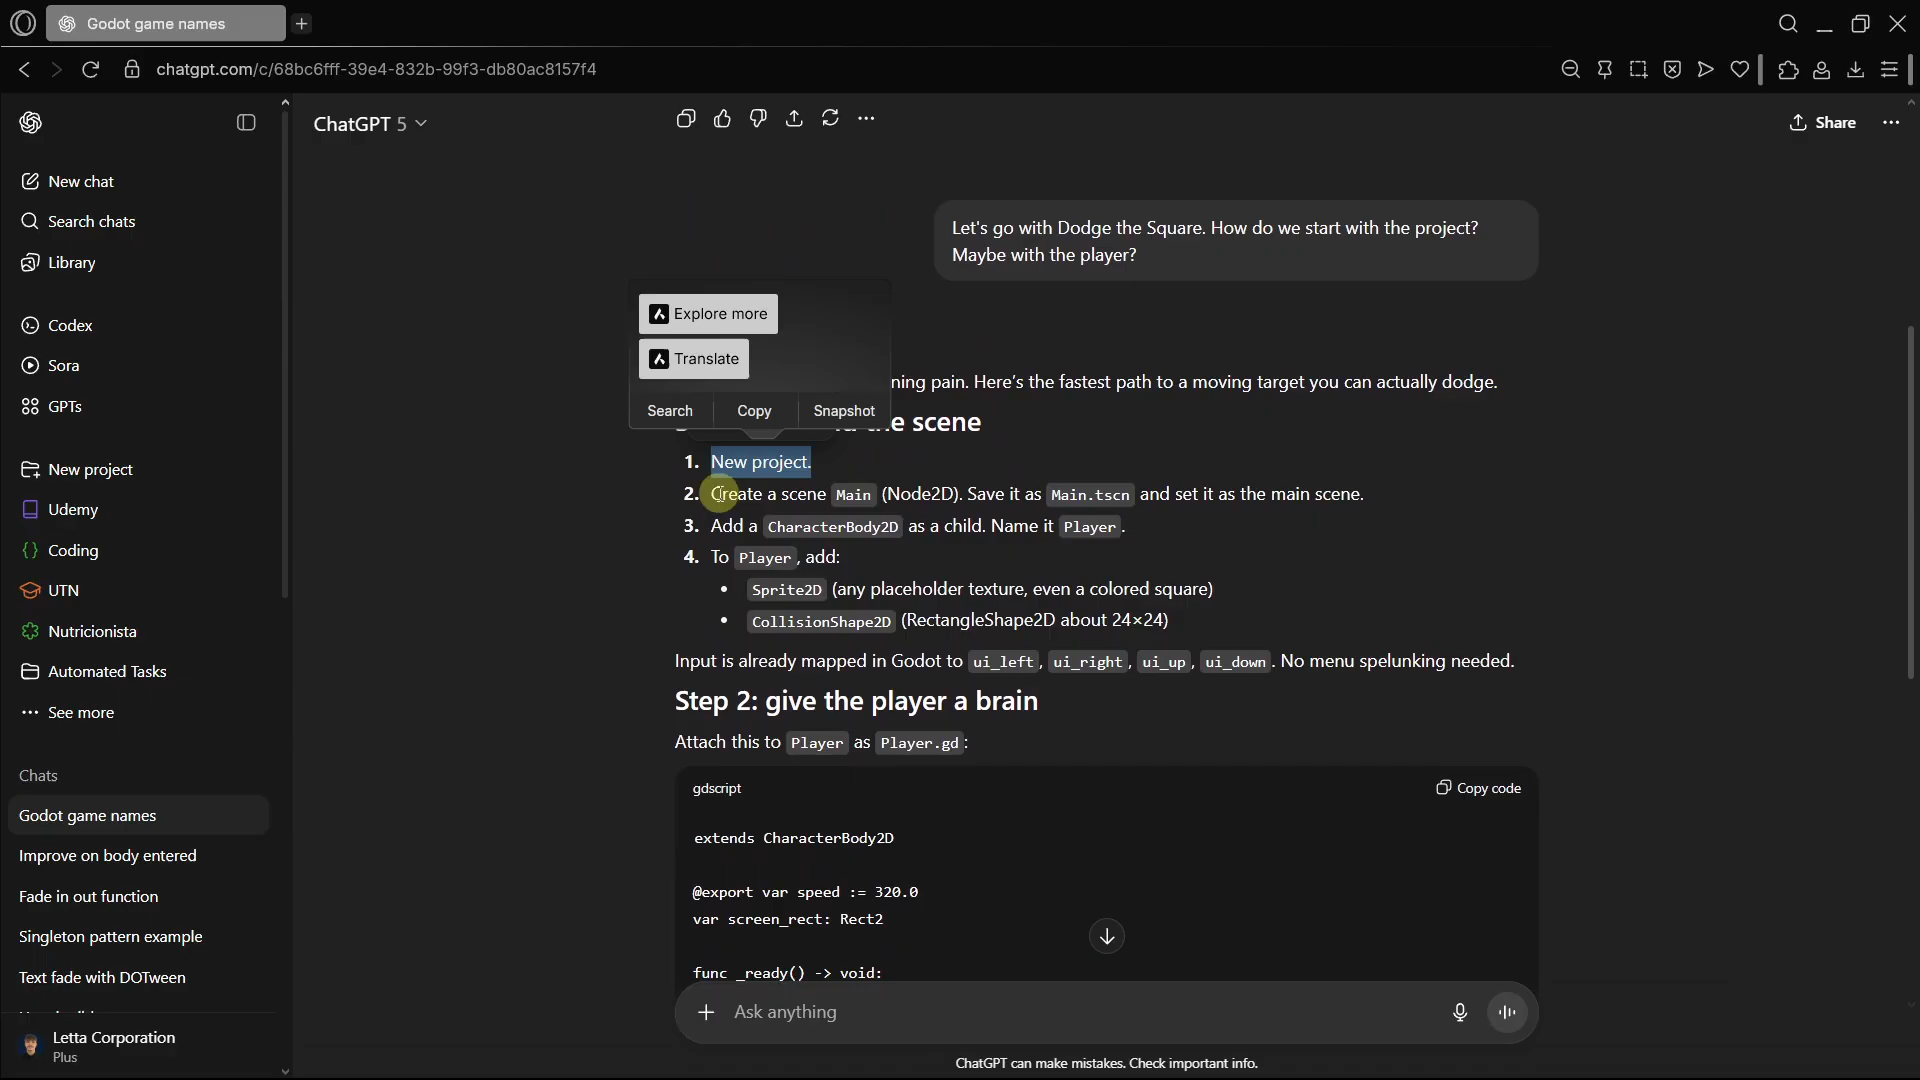 Godot game names
chatgpt.com/c/68bc6fff-39e4-832b-99f3-db80ac8157f4
ChatGPT 5
Share
New chat
Search chats
Library
Codex
Sora
GPTs
New project
Udemy
Coding
UTN
Nutricionista
Automated Tasks
See more
Chats
Godot game names
Improve on body entered
Fade in out function
Singleton pattern example
Text fade with DOTween
Letta Corporation
Plus
Let's go with Dodge the Square. How do we start with the project?
Maybe with the player?
Explore more
Translate
Search Copy Snapshot
ning pain. Here's the fastest path to a moving target you can actually dodge.
the scene
1. New project.
2. Create a scene Main (Node2D). Save it as Main.tscn and set it as the main scene.
3. Add a CharacterBody2D as a child. Name it Player.
4. To Player, add:
• Sprite2D (any placeholder texture, even a colored square)
• CollisionShape2D (RectangleShape2D about 24×24)
Input is already mapped in Godot to ui_left, ui_right, ui_up, ui_down. No menu spelunking needed.
Step 2: give the player a brain
Attach this to Player as Player.gd:
gdscript
Copy code
extends CharacterBody2D
@export var speed := 320.0
var screen_rect: Rect2
func _ready() -> void:
Ask anything
ChatGPT can make mistakes. Check important info.